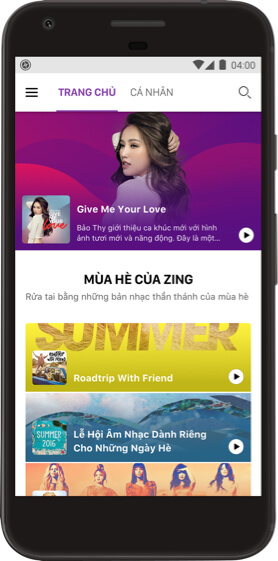 04:00
TRANG CHỦ
CÁ NHÂN
Give Me Your Love
Bảo Thy giới thiệu ca khúc mới với hình
ảnh tươi mới và năng động. Đây là một...
MÙA HÈ CỦA ZING
Rửa tai bằng những bản nhạc thần thánh của mùa hè
SUMMER
Roadtrip With Friend
SUMMER
2016
Lễ Hội Âm Nhạc Dành Riêng
Cho Những Ngày Hè